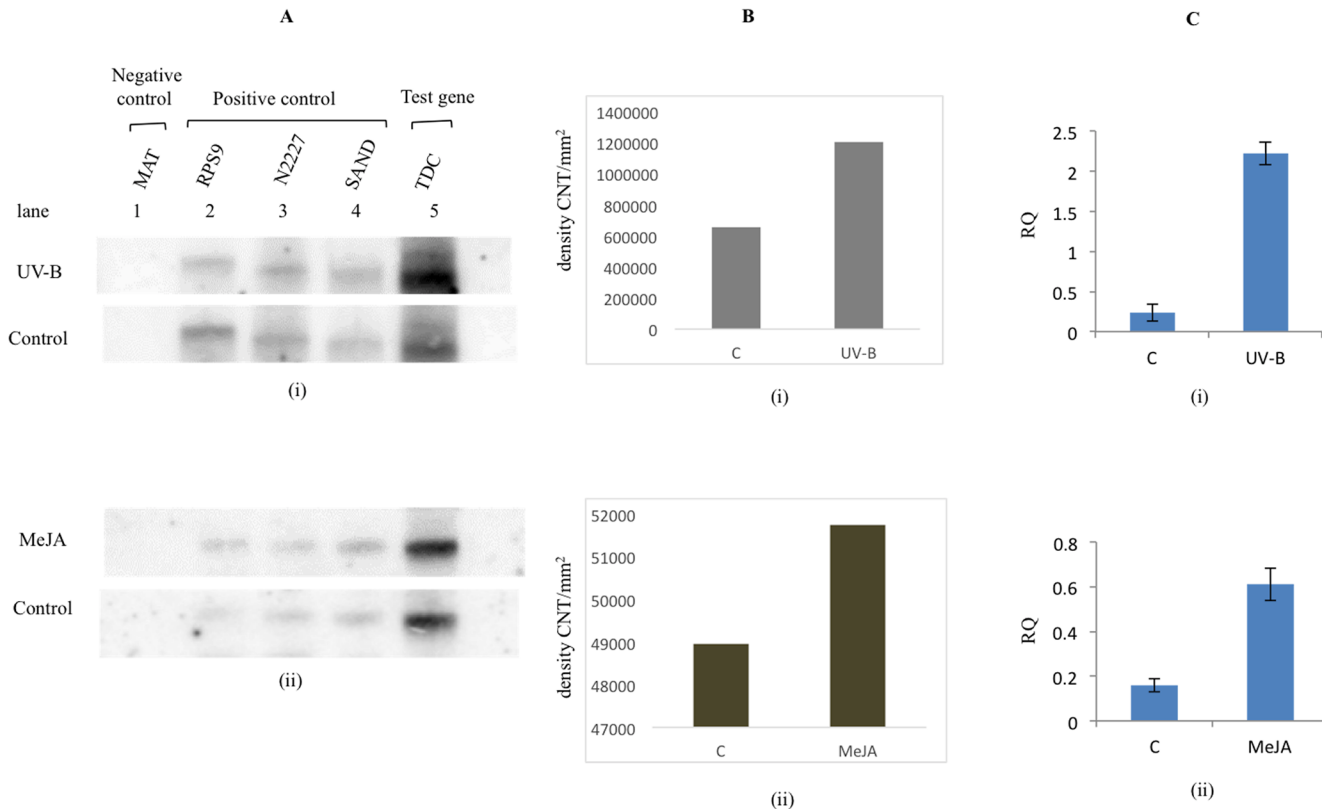 A
B
C
Negative control
Positive control
Test gene
MAT
RPS9
N2227
SAND
TDC
lane 1 2 3 4 5
UV-B
Control
(i)
density CNT/mm²
1400000
1200000
1000000
800000
600000
400000
200000
0
C UV-B
(i)
RQ
2.5
2
1.5
1
0.5
0
C UV-B
(i)
MeJA
Control
(ii)
density CNT/mm²
52000
51000
50000
49000
48000
47000
C MeJA
(ii)
RQ
0.8
0.6
0.4
0.2
0
C MeJA
(ii)